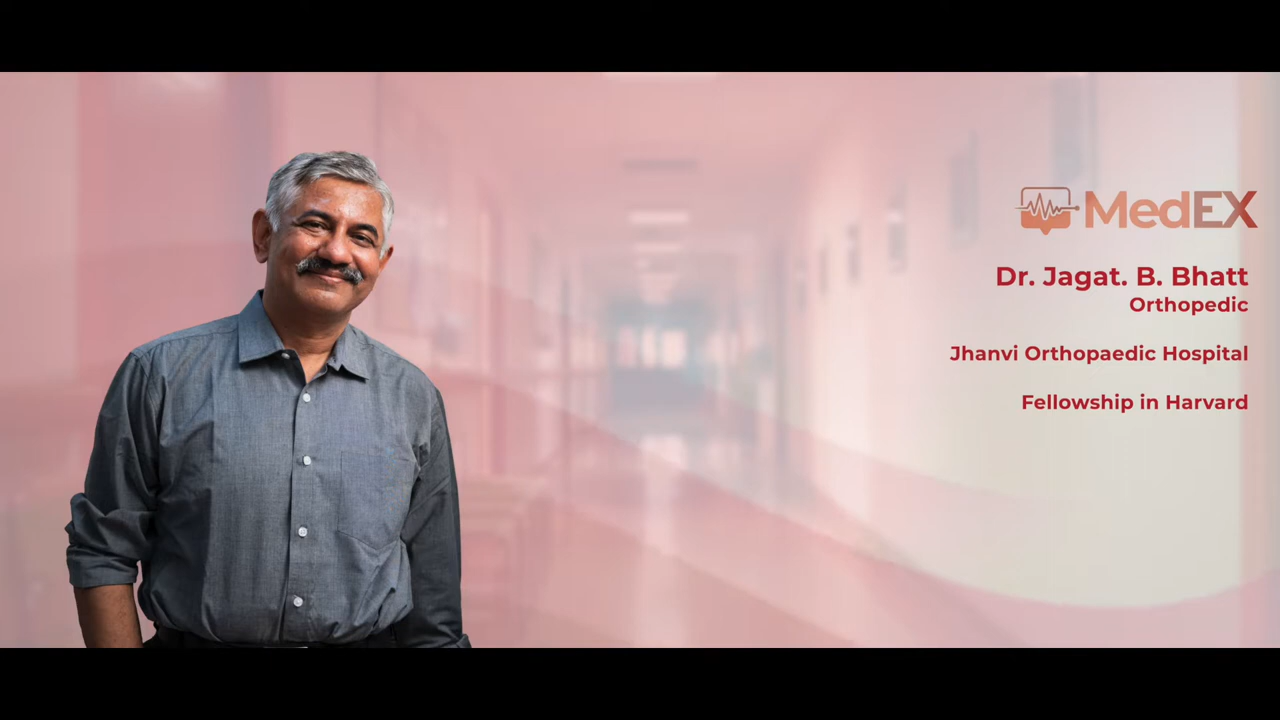 MedEX
Dr. Jagat. B. Bhatt
Orthopedic
Jhanvi Orthopaedic Hospital
Fellowship in Harvard